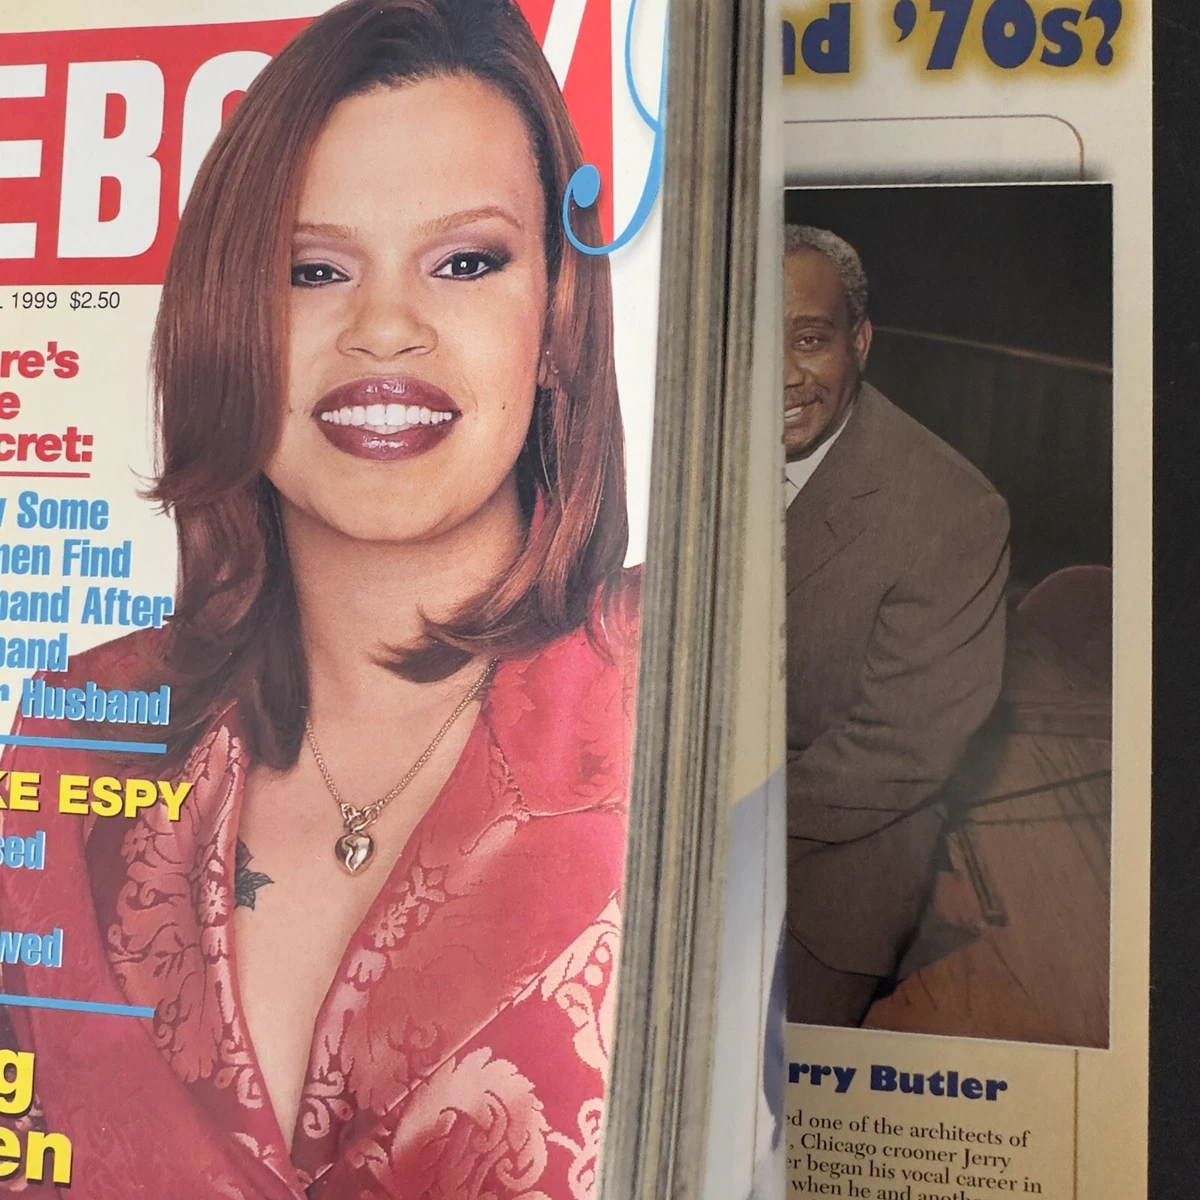 EBO
1999 $2.50
re's
e
cret:
y Some
nen Find
band After
band
r Husband
KE ESPY
sed
wed
g
en
nd '70s?
rry Butler
ed one of the architects of
, Chicago crooner Jerry
er began his vocal career in
when he and anothe